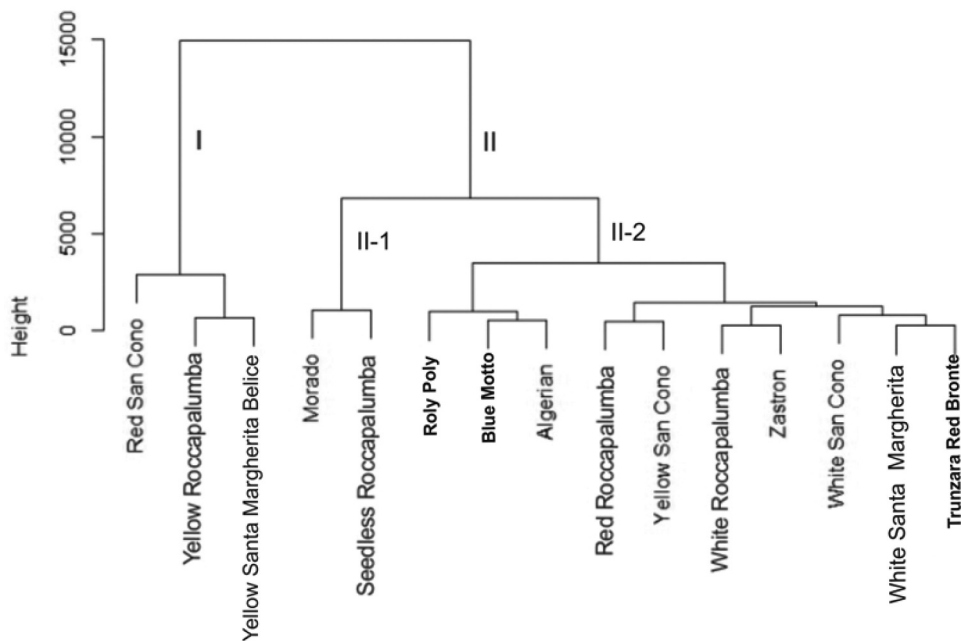 15000
10000
5000
0
Height
I
II
II-1
II-2
Red San Cono
Yellow Roccapalumba
Yellow Santa Margherita Belice
Morado
Seedless Roccapalumba
Roly Poly
Blue Motto
Algerian
Red Roccapalumba
Yellow San Cono
White Roccapalumba
Zastron
White San Cono
White Santa Margherita
Trunzara Red Bronte